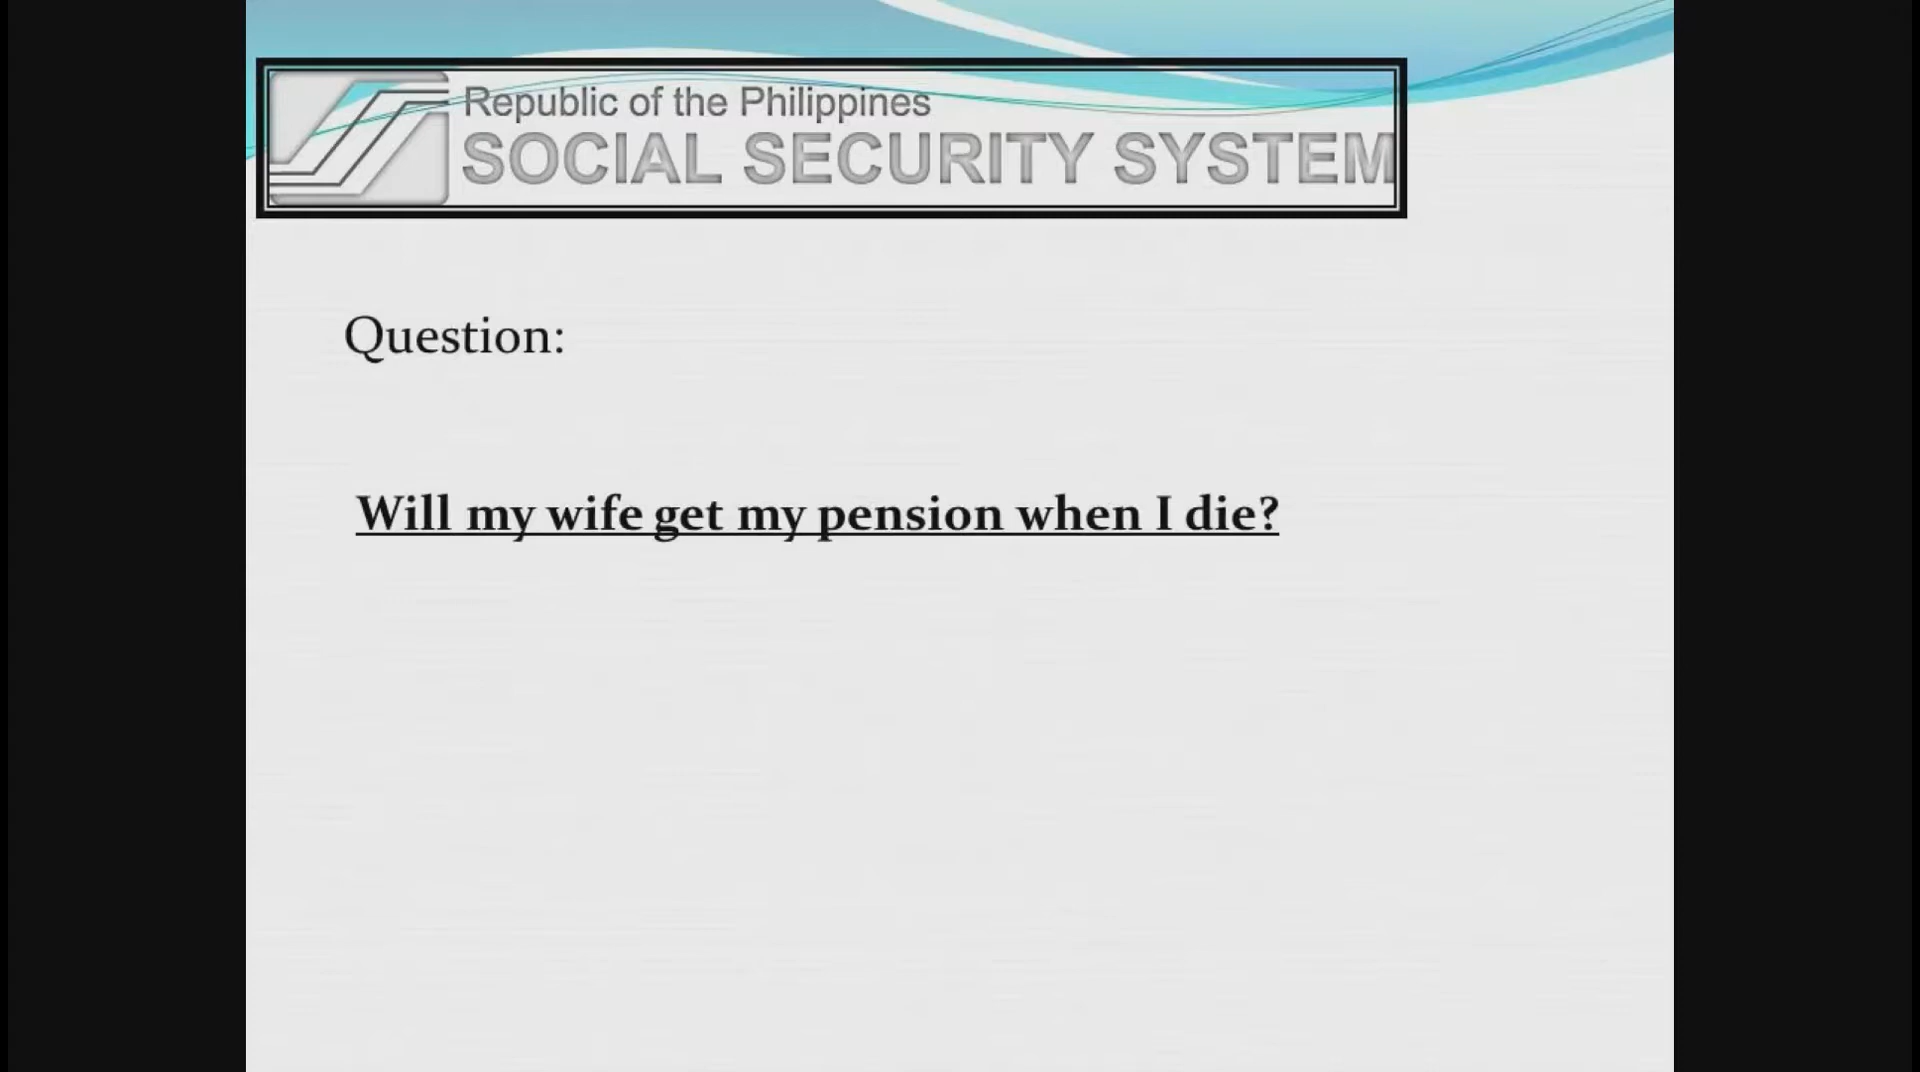 Republic of the Philippines
SOCIAL SECURITY SYSTEM
Question:
Will my wife get my pension when I die?